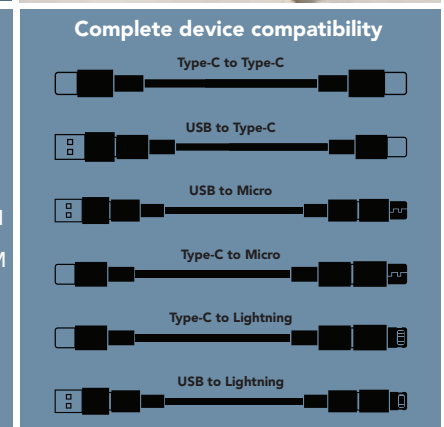 Complete device compatibility
Type-C to Type-C
USB to Type-C
USB to Micro
Type-C to Micro
Type-C to Lightning
USB to Lightning